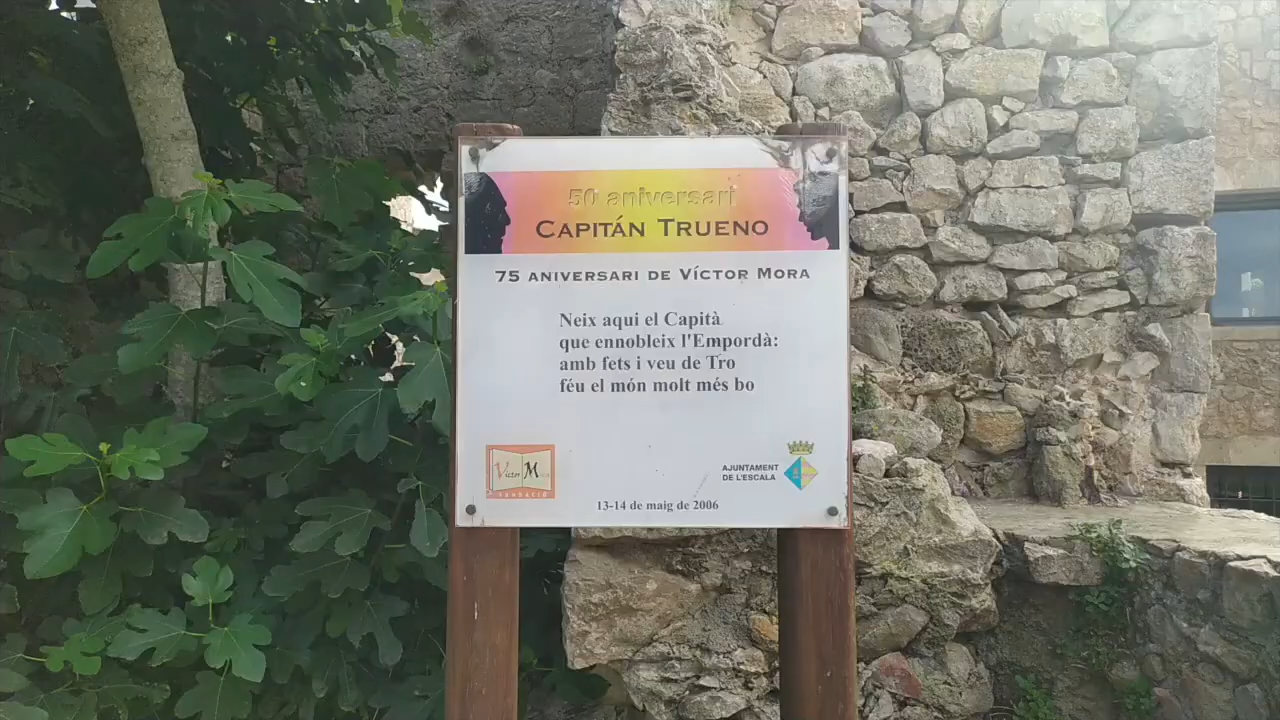 50 aniversari
CAPITÁN TRUENO
75 ANIVERSARI DE VÍCTOR MORA
Neix aqui el Capità
que ennobleix l'Empordà:
amb fets i veu de Tro
féu el món molt més bo
Víctor Mora
FUNDACIÓ
AJUNTAMENT
DE L'ESCALA
13-14 de maig de 2006